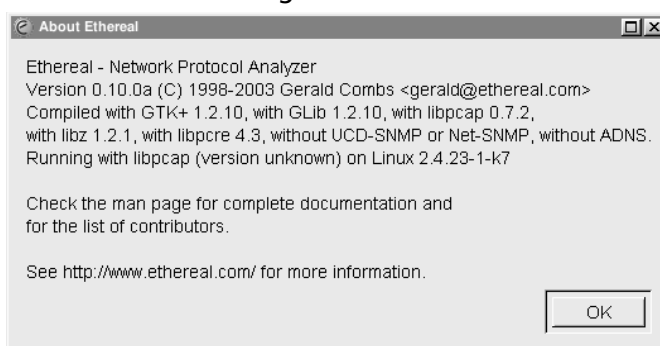 About Ethereal
Ethereal - Network Protocol Analyzer
Version 0.10.0a (C) 1998-2003 Gerald Combs <gerald@ethereal.com>
Compiled with GTK+ 1.2.10, with GLib 1.2.10, with libpcap 0.7.2,
with libz 1.2.1, with libpcre 4.3, without UCD-SNMP or Net-SNMP, without ADNS.
Running with libpcap (version unknown) on Linux 2.4.23-1-k7
Check the man page for complete documentation and
for the list of contributors.
See http://www.ethereal.com/ for more information.
OK